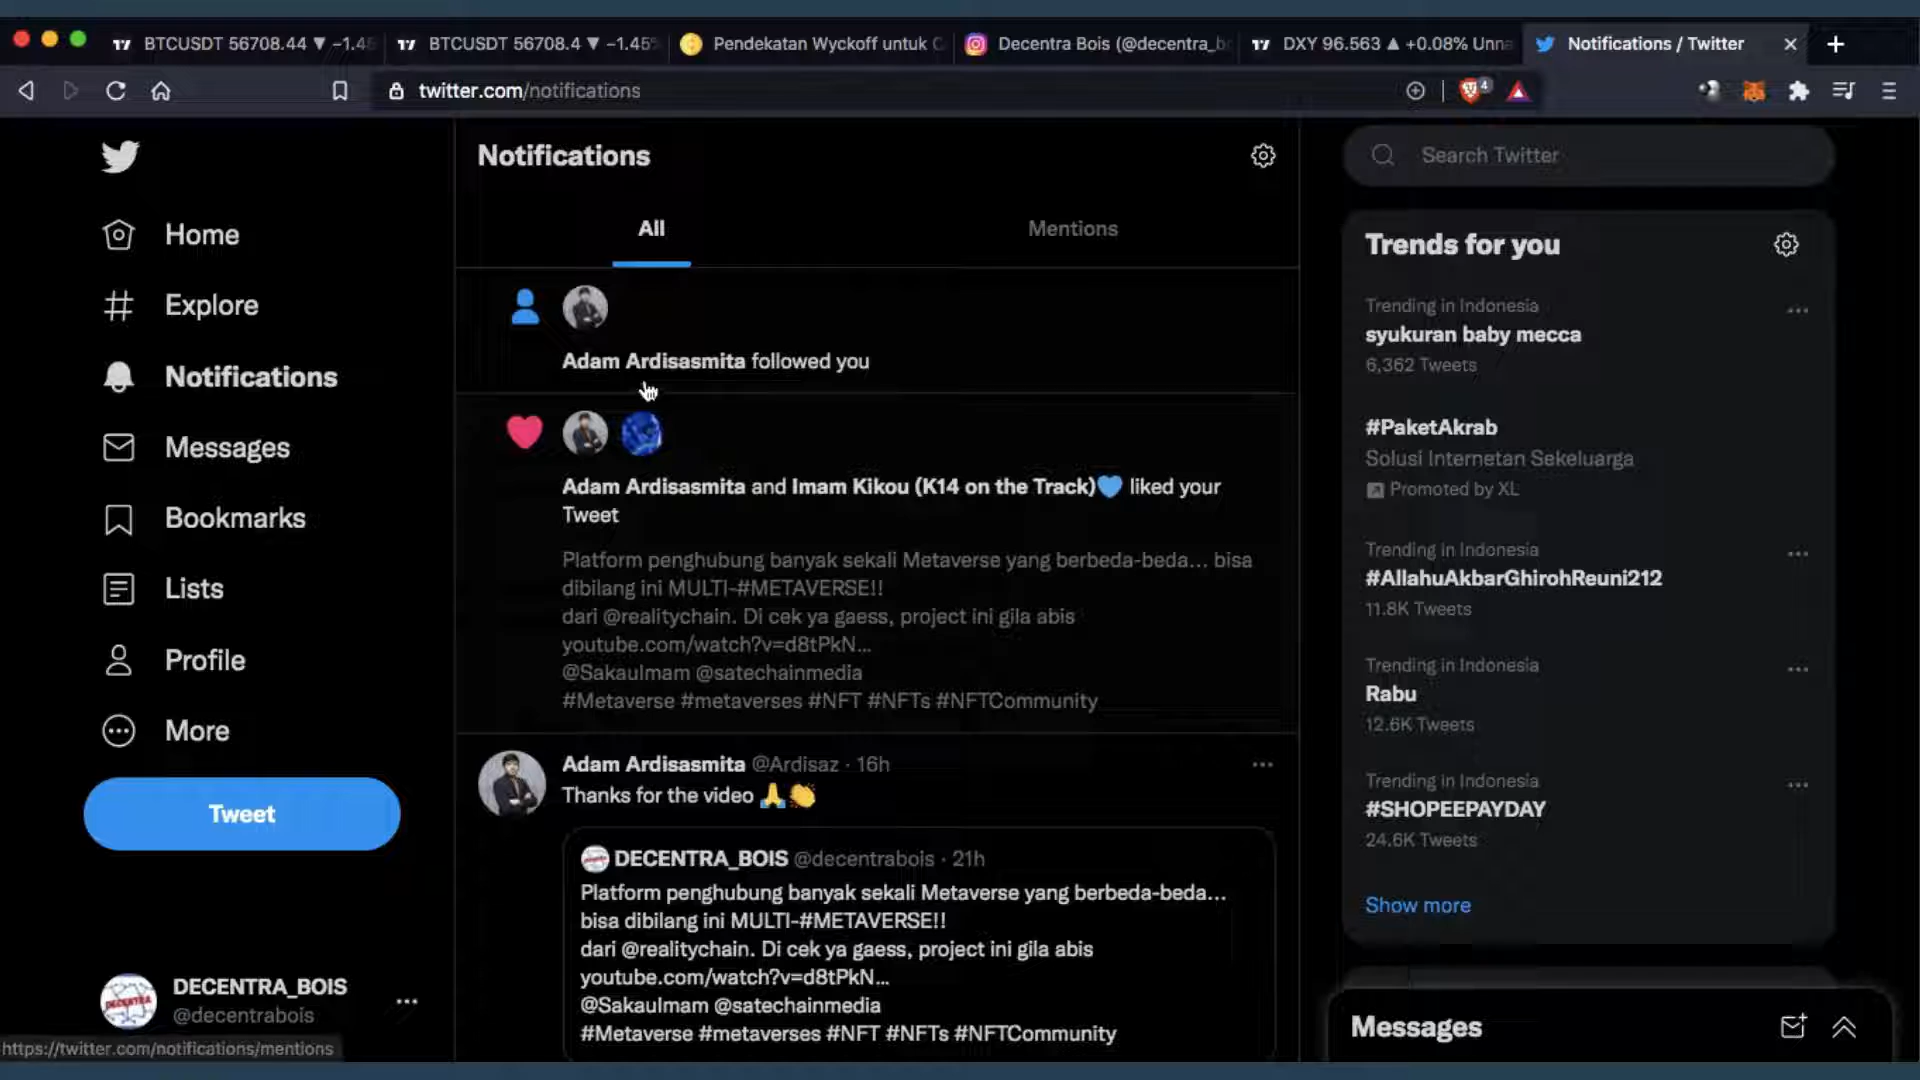 BTCUSDT 56708.44 ▼ −1.45
BTCUSDT 56708.4 ▼ −1.45%
Pendekatan Wyckoff untuk
Decentra Bois (@decentra_b
DXY 96.563 ▲ +0.08% Unna
Notifications / Twitter
twitter.com/notifications
4
Home
Explore
Notifications
Messages
Bookmarks
Lists
Profile
More
Tweet
DECENTRA_BOIS
@decentrabois
https://twitter.com/notifications/mentions
Notifications
All
Mentions
Adam Ardisasmita followed you
Adam Ardisasmita and Imam Kikou (K14 on the Track)💙 liked your
Tweet
Platform penghubung banyak sekali Metaverse yang berbeda-beda... bisa
dibilang ini MULTI-#METAVERSE!!
dari @realitychain. Di cek ya gaess, project ini gila abis
youtube.com/watch?v=d8tPkN...
@SakauImam @satechainmedia
#Metaverse #metaverses #NFT #NFTs #NFTCommunity
Adam Ardisasmita @Ardisaz · 16h
Thanks for the video 🙏👏
DECENTRA_BOIS @decentrabois · 21h
Platform penghubung banyak sekali Metaverse yang berbeda-beda...
bisa dibilang ini MULTI-#METAVERSE!!
dari @realitychain. Di cek ya gaess, project ini gila abis
youtube.com/watch?v=d8tPkN...
@SakauImam @satechainmedia
#Metaverse #metaverses #NFT #NFTs #NFTCommunity
Search Twitter
Trends for you
Trending in Indonesia
syukuran baby mecca
6,362 Tweets
#PaketAkrab
Solusi Internetan Sekeluarga
Promoted by XL
Trending in Indonesia
#AllahuAkbarGhirohReuni212
11.8K Tweets
Trending in Indonesia
Rabu
12.6K Tweets
Trending in Indonesia
#SHOPEEPAYDAY
24.6K Tweets
Show more
Messages